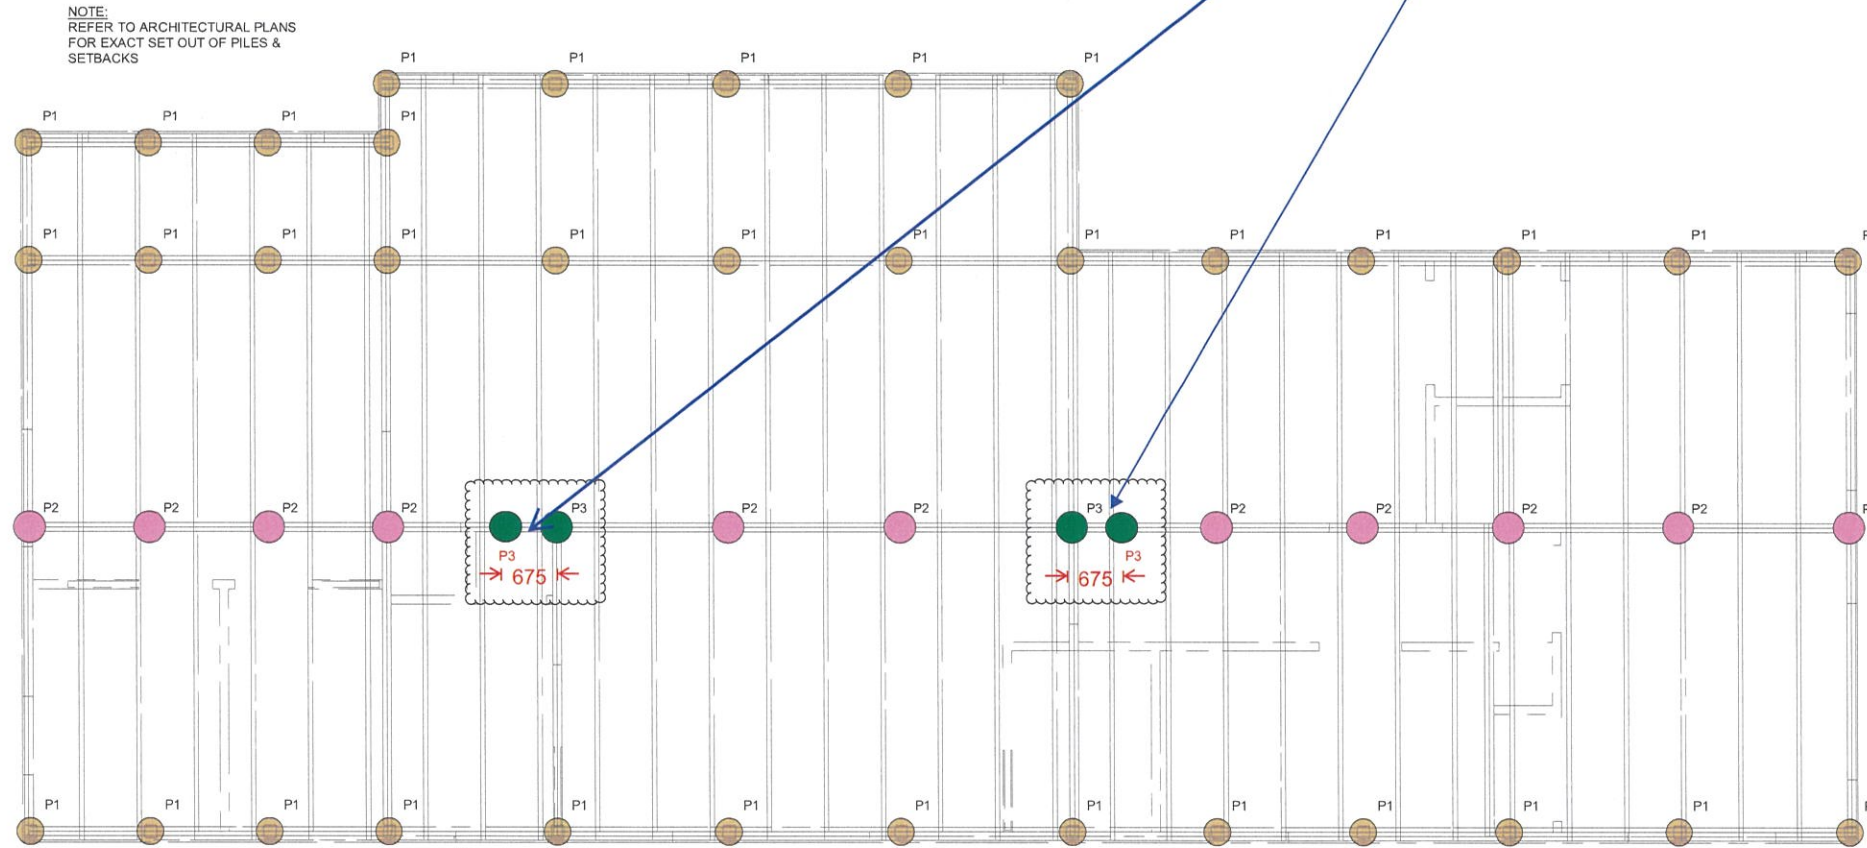 NOTE:
REFER TO ARCHITECTURAL PLANS
FOR EXACT SET OUT OF PILES &
SETBACKS
P1 P1 P1 P1 P1
P1 P1 P1 P1
P1 P1 P1 P1 P1 P1 P1 P1 P1 P1 P1 P1
P2 P2 P2 P2 P3 P2 P2 P3 P2 P2 P2 P2
P3 P3
675 675
P1 P1 P1 P1 P1 P1 P1 P1 P1 P1 P1 P1